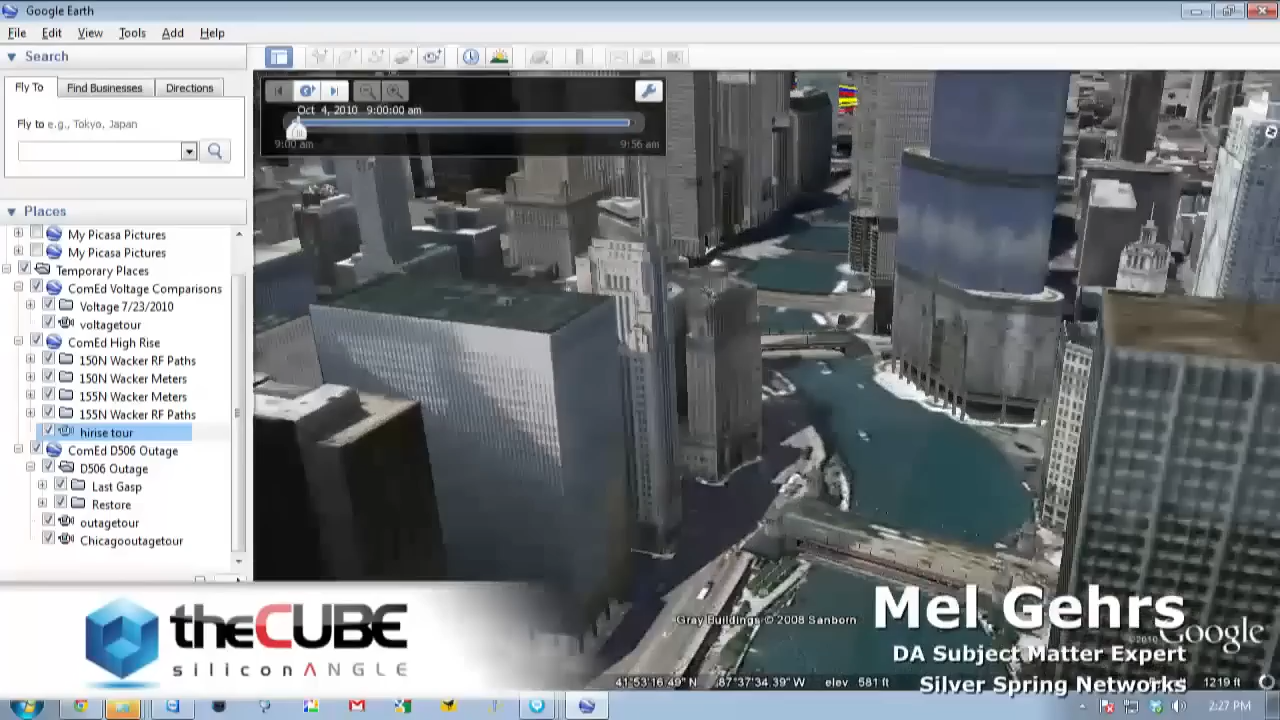 Google Earth
File Edit View Tools Add Help
Search
Fly To Find Businesses Directions
Fly to e.g., Tokyo, Japan
Places
My Picasa Pictures
My Picasa Pictures
Temporary Places
ComEd Voltage Comparisons
Voltage 7/23/2010
voltagetour
ComEd High Rise
150N Wacker RF Paths
150N Wacker Meters
155N Wacker Meters
155N Wacker RF Paths
hirise tour
ComEd D506 Outage
D506 Outage
Last Gasp
Restore
outagetour
Chicagooutagetour
Oct 4, 2010 9:00:00 am
9:00 am 9:56 am
theCUBE
siliconANGLE
Gray Buildings © 2008 Sanborn
©2010 Google
Mel Gehrs
DA Subject Matter Expert
Silver Spring Networks
41°53'16.49" N 87°37'34.39" W elev 581 ft 1219 ft
2:27 PM